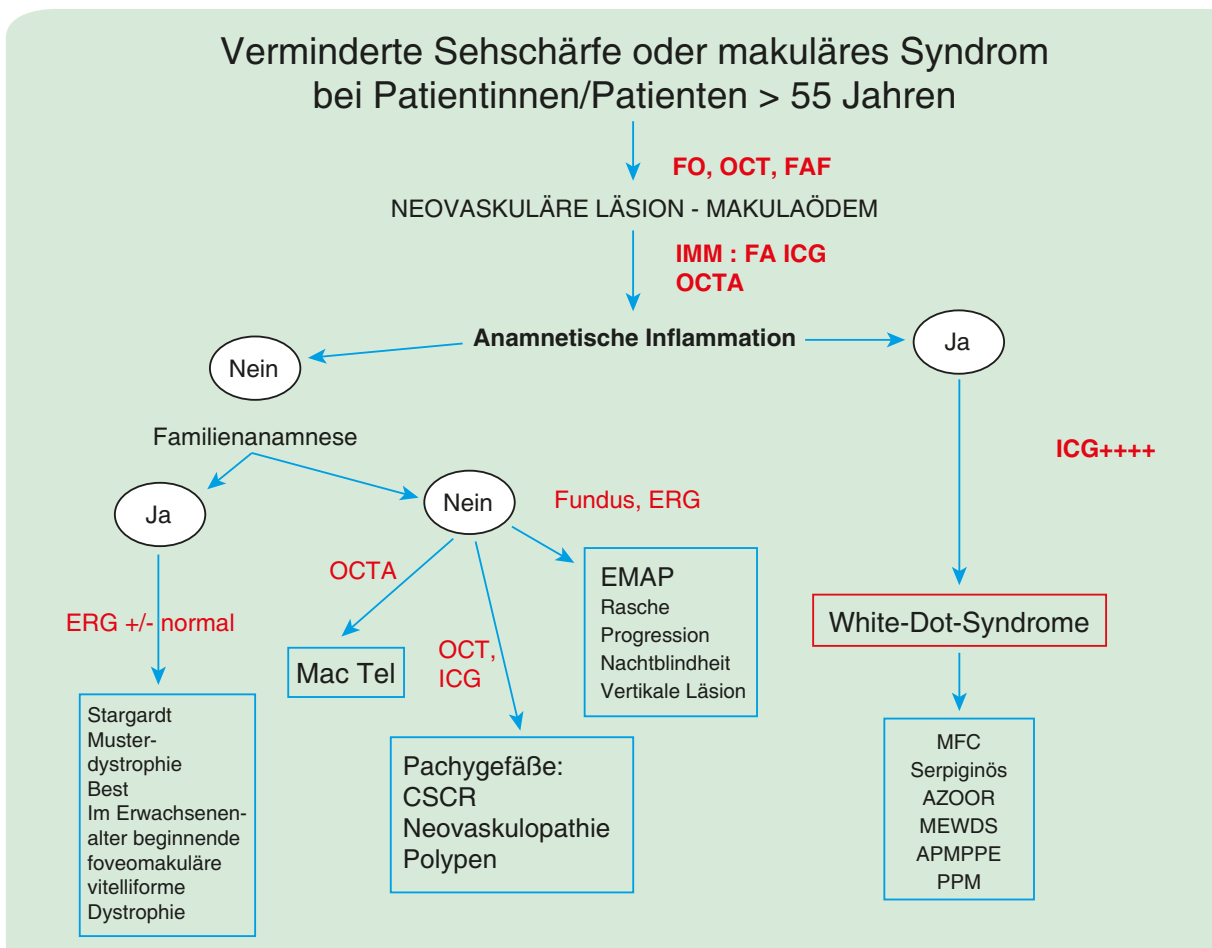 Verminderte Sehschärfe oder makuläres Syndrom
bei Patientinnen/Patienten > 55 Jahren
FO, OCT, FAF
NEOVASKULÄRE LÄSION - MAKULAÖDEM
IMM : FA ICG
OCTA
Anamnetische Inflammation
Ja
Nein
Familienanamnese
ICG++++
Ja
Nein
Fundus, ERG
OCTA
EMAP
Rasche
Progression
Nachtblindheit
Vertikale Läsion
ERG +/- normal
White-Dot-Syndrome
Mac Tel
OCT,
ICG
Stargardt
Muster-
dystrophie
Best
Im Erwachsenen-
alter beginnende
foveomakuläre
vitelliforme
Dystrophie
Pachygefäße:
CSCR
Neovaskulopathie
Polypen
MFC
Serpiginös
AZOOR
MEWDS
APMPPE
PPM